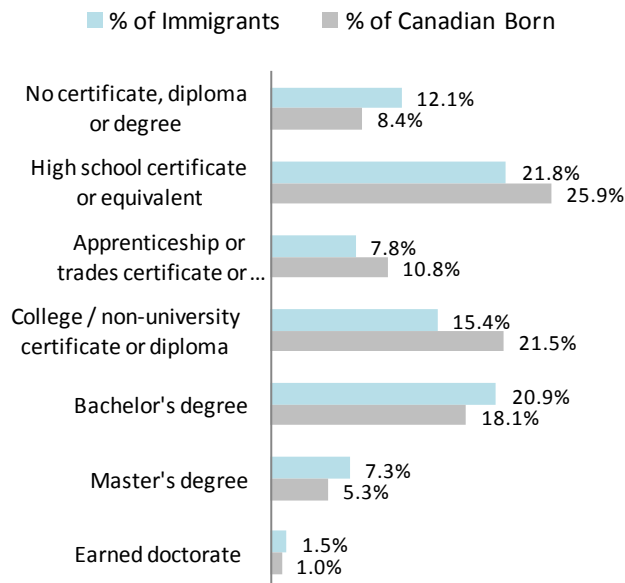 % of Immigrants % of Canadian Born
No certificate, diploma
or degree
12.1%
8.4%
High school certificate
or equivalent
21.8%
25.9%
Apprenticeship or
trades certificate or ...
7.8%
10.8%
College / non-university
certificate or diploma
15.4%
21.5%
Bachelor's degree
20.9%
18.1%
Master's degree
7.3%
5.3%
Earned doctorate
1.5%
1.0%